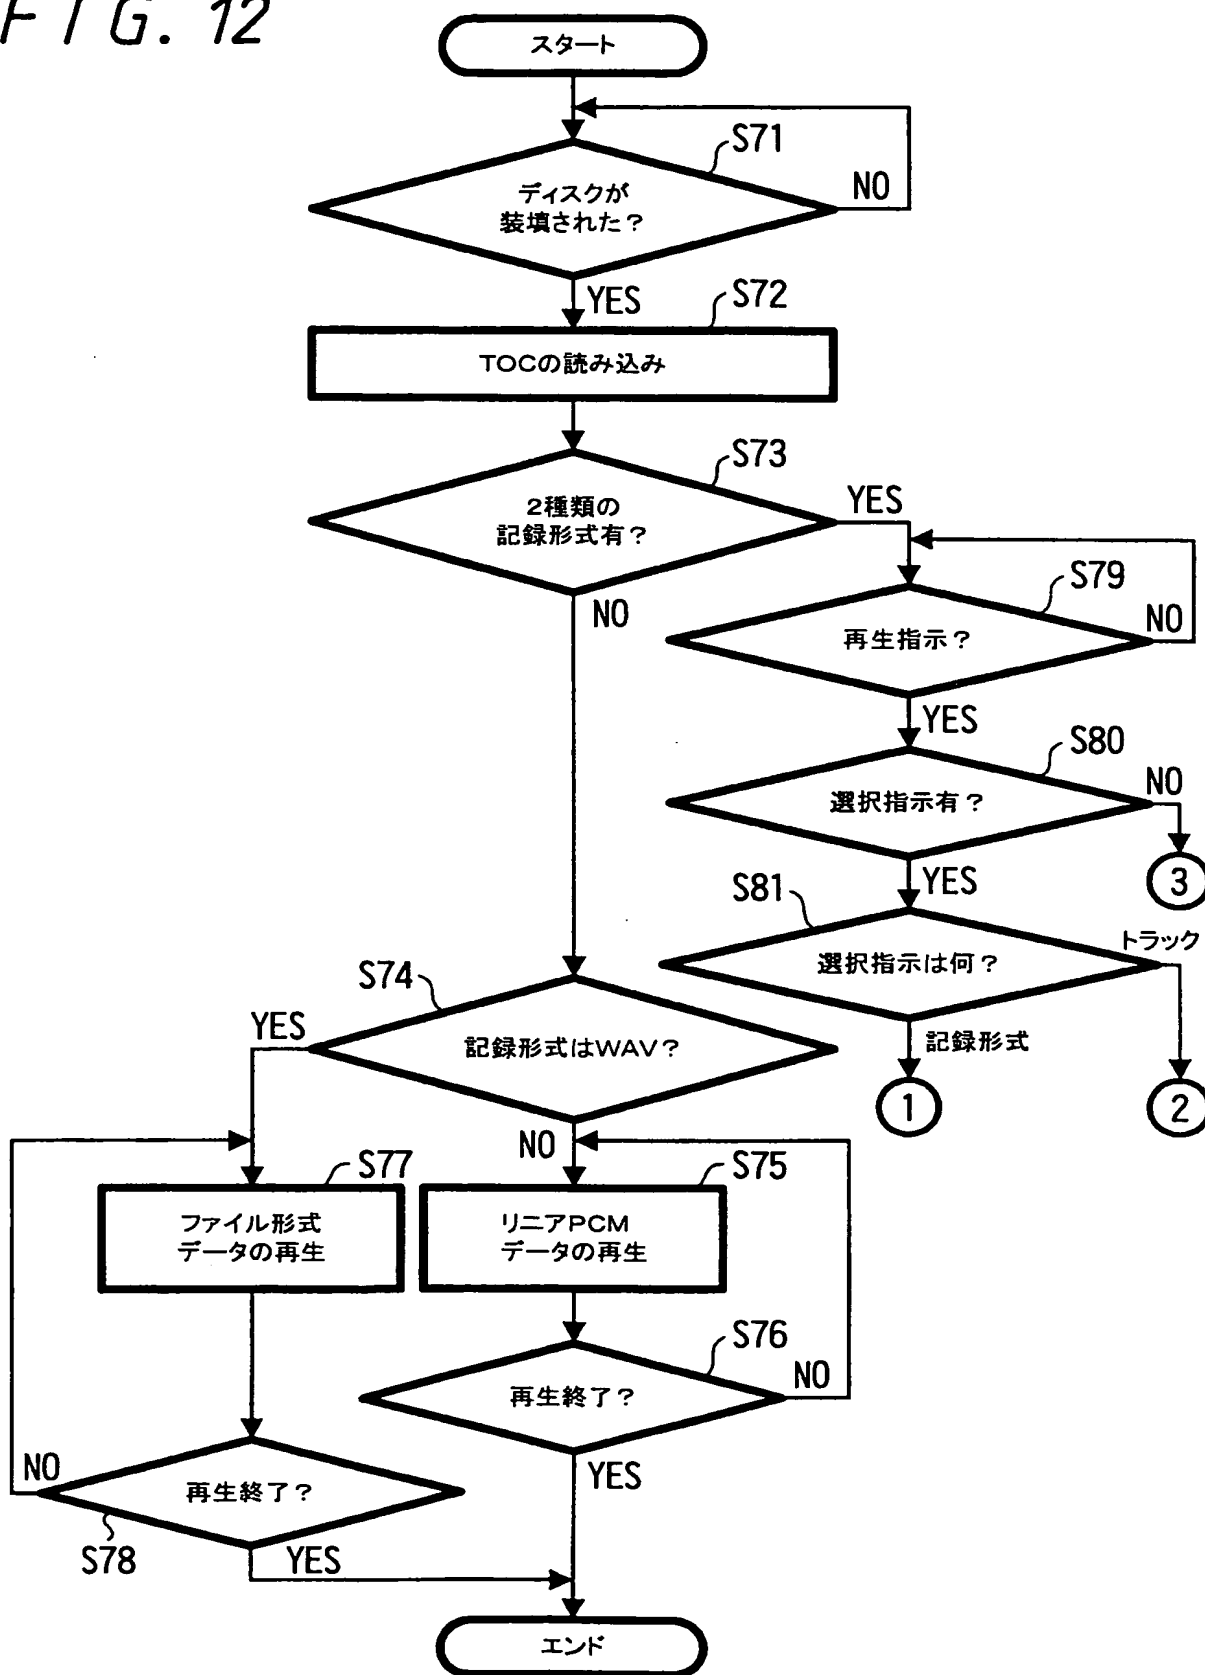 FIG. 12
スタート
S71
ディスクが
装填された？
NO
YES
S72
TOCの読み込み
S73
2種類の
記録形式有？
YES
NO
S79
再生指示？
NO
YES
S80
選択指示有？
NO
3
YES
S81
選択指示は何？
トラック
記録形式
1
2
S74
記録形式はWAV？
YES
NO
S77
ファイル形式
データの再生
S75
リニアPCM
データの再生
S76
再生終了？
NO
YES
S78
再生終了？
NO
YES
エンド